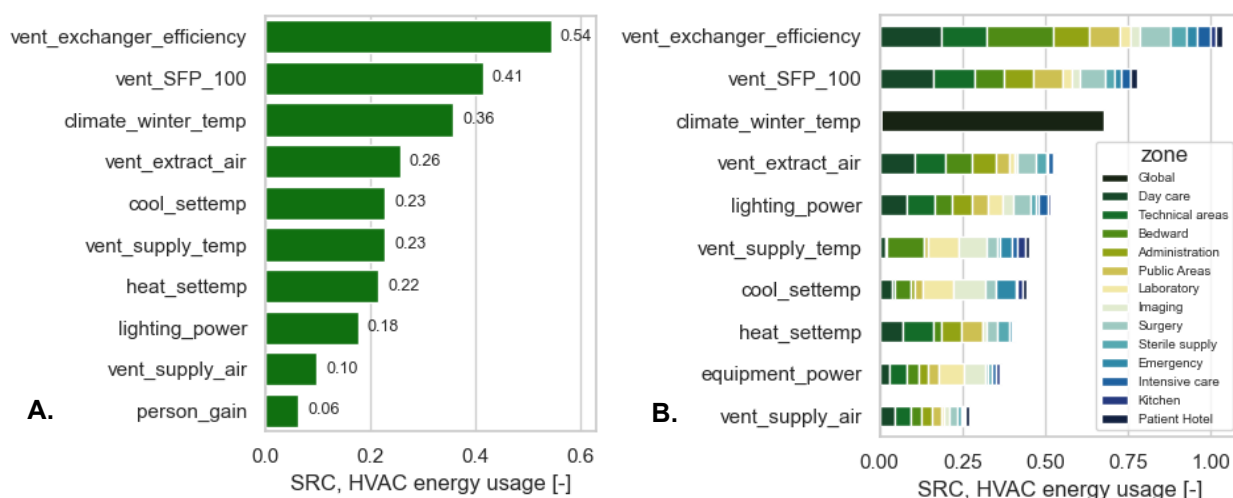 vent_exchanger_efficiency
0.54
vent_SFP_100
0.41
climate_winter_temp
0.36
vent_extract_air
0.26
cool_settemp
0.23
vent_supply_temp
0.23
heat_settemp
0.22
lighting_power
0.18
vent_supply_air
0.10
person_gain
0.06
A.
0.0 0.2 0.4 0.6
SRC, HVAC energy usage [-]
vent_exchanger_efficiency
vent_SFP_100
climate_winter_temp
vent_extract_air
lighting_power
vent_supply_temp
cool_settemp
heat_settemp
equipment_power
vent_supply_air
zone
Global
Day care
Technical areas
Bedward
Administration
Public Areas
Laboratory
Imaging
Surgery
Sterile supply
Emergency
Intensive care
Kitchen
Patient Hotel
B.
0.00 0.25 0.50 0.75 1.00
SRC, HVAC energy usage [-]